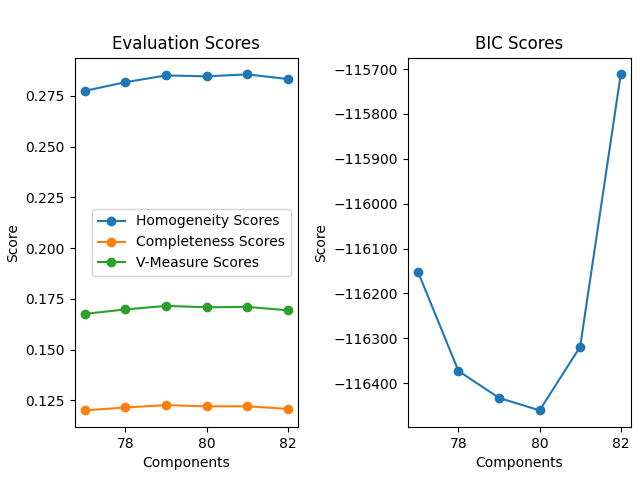 Evaluation Scores
0.275
0.250
0.225
0.200
0.175
0.150
0.125
Score
Homogeneity Scores
Completeness Scores
V-Measure Scores
78
80
82
Components
BIC Scores
−115700
−115800
−115900
−116000
−116100
−116200
−116300
−116400
Score
78
80
82
Components